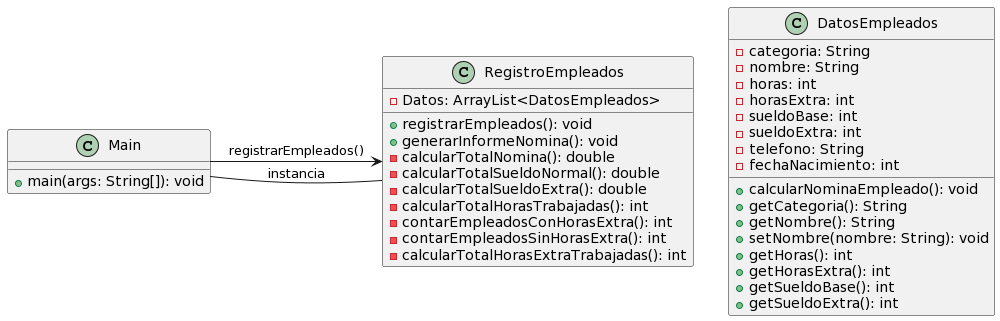 C Main
main(args: String[]): void
registrarEmpleados()
instancia
C RegistroEmpleados
Datos: ArrayList<DatosEmpleados>
registrarEmpleados(): void
generarInformeNomina(): void
calcularTotalNomina(): double
calcularTotalSueldoNormal(): double
calcularTotalSueldoExtra(): double
calcularTotalHorasTrabajadas(): int
contarEmpleadosConHorasExtra(): int
contarEmpleadosSinHorasExtra(): int
calcularTotalHorasExtraTrabajadas(): int
C DatosEmpleados
categoria: String
nombre: String
horas: int
horasExtra: int
sueldoBase: int
sueldoExtra: int
telefono: String
fechaNacimiento: int
calcularNominaEmpleado(): void
getCategoria(): String
getNombre(): String
setNombre(nombre: String): void
getHoras(): int
getHorasExtra(): int
getSueldoBase(): int
getSueldoExtra(): int